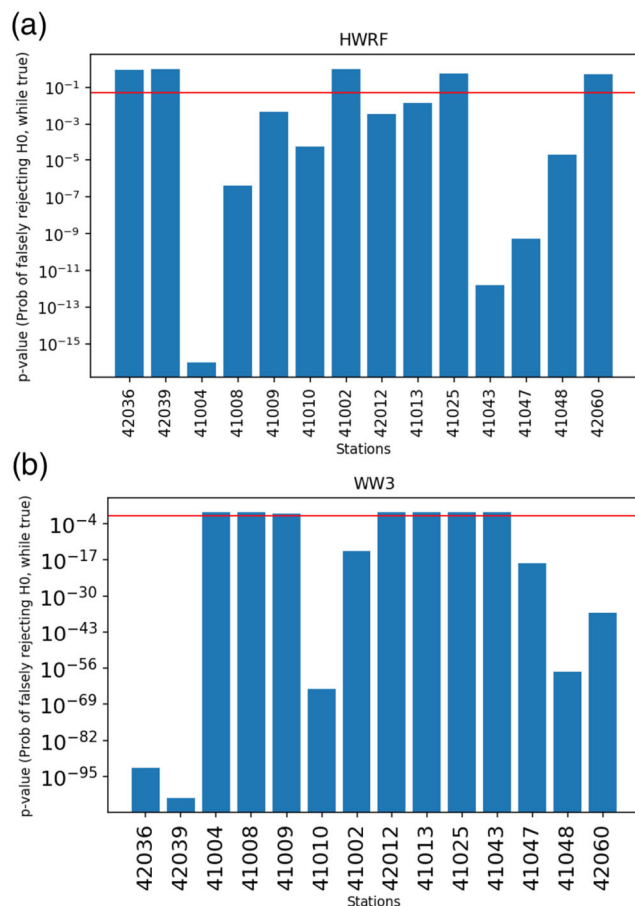 (a)
HWRF
p-value (Prob of falsely rejecting H0, while true)
10^-1
10^-3
10^-5
10^-7
10^-9
10^-11
10^-13
10^-15
42036 42039 41004 41008 41009 41010 41002 42012 41013 41025 41043 41047 41048 42060
Stations
(b)
WW3
p-value (Prob of falsely rejecting H0, while true)
10^-4
10^-17
10^-30
10^-43
10^-56
10^-69
10^-82
10^-95
42036 42039 41004 41008 41009 41010 41002 42012 41013 41025 41043 41047 41048 42060
Stations